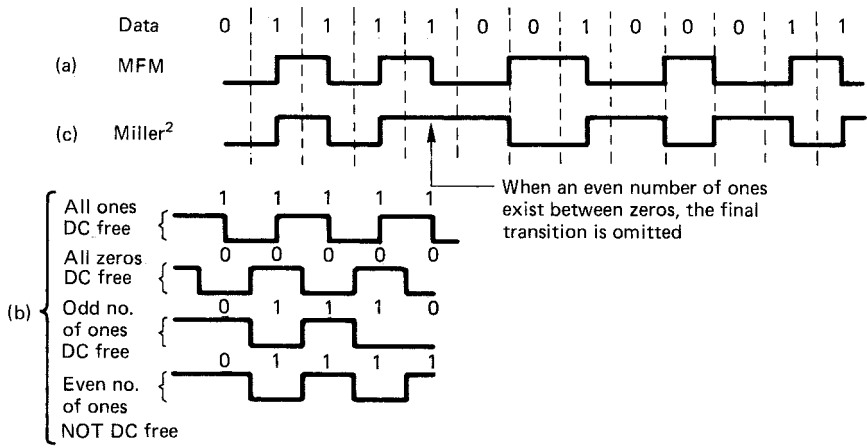 Data 0 1 1 1 1 0 0 1 0 0 0 1 1
(a) MFM
(c) Miller²
When an even number of ones
exist between zeros, the final
transition is omitted
(b)
1 1 1 1 1
All ones
DC free
0 0 0 0 0
All zeros
DC free
0 1 1 1 0
Odd no.
of ones
DC free
0 1 1 1 1
Even no.
of ones
NOT DC free